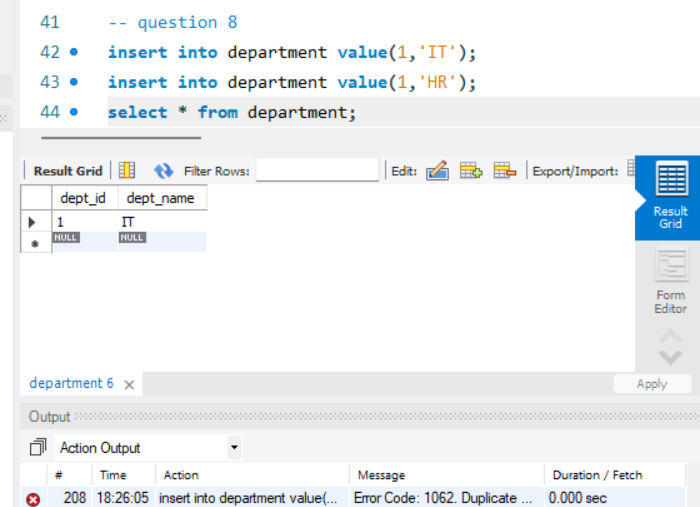 41 -- question 8
42 insert into department value(1,'IT');
43 insert into department value(1,'HR');
44 select * from department;
Result Grid Filter Rows: Edit: Export/Import:
dept_id dept_name
1 IT
NULL NULL
Result Grid
Form Editor
department 6 ×
Apply
Output
Action Output
# Time Action Message Duration / Fetch
208 18:26:05 insert into department value(... Error Code: 1062. Duplicate ... 0.000 sec